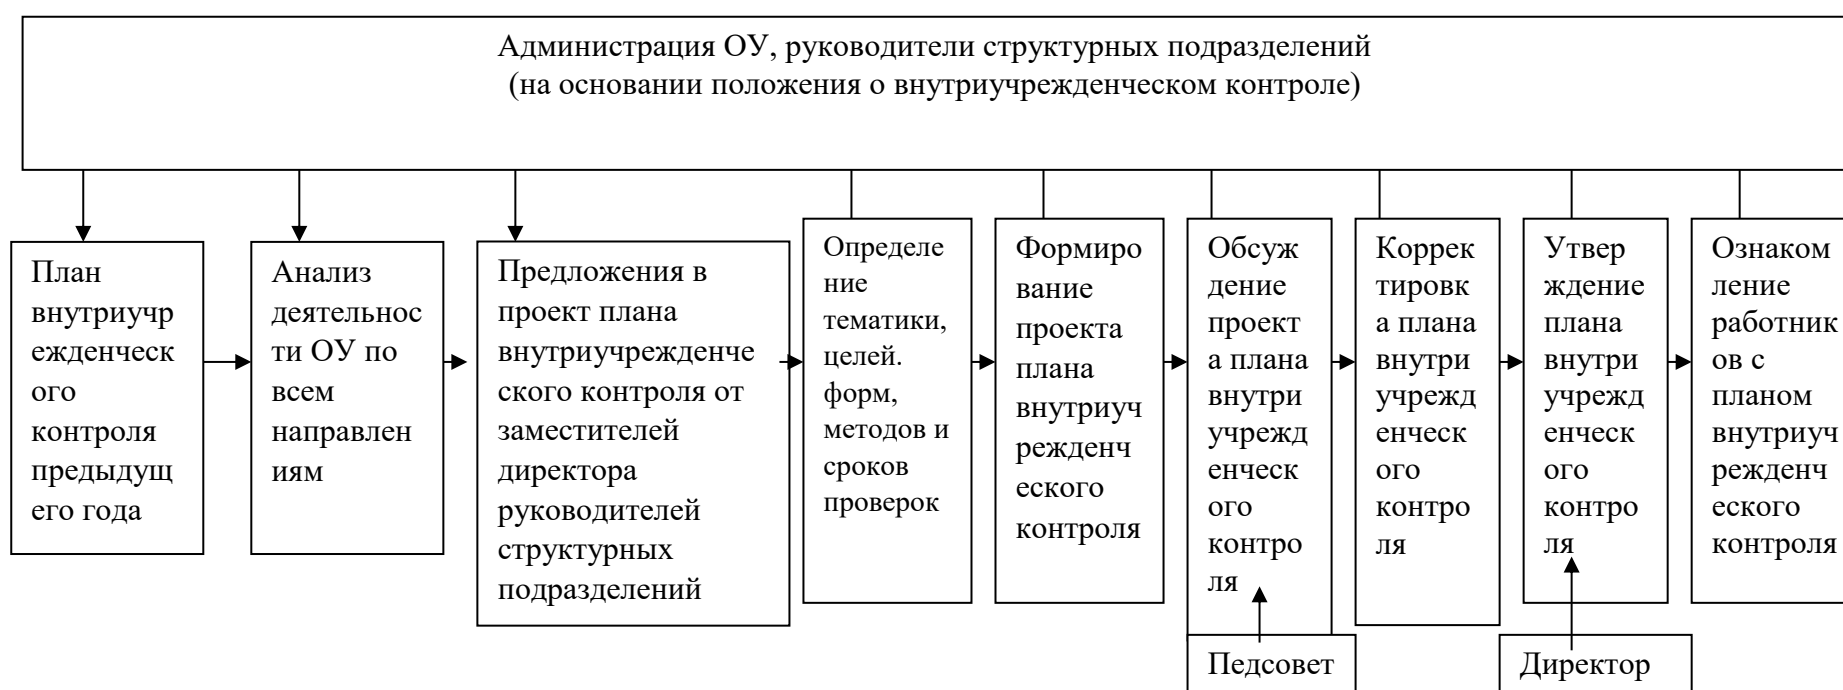 Администрация ОУ, руководители структурных подразделений
(на основании положения о внутриучрежденческом контроле)
План
внутриучр
ежденческ
ого
контроля
предыдущ
его года
Анализ
деятельнос
ти ОУ по
всем
направлен
иям
Предложения в
проект плана
внутриучрежденче
ского контроля от
заместителей
директора
руководителей
структурных
подразделений
Определе
ние
тематики,
целей.
форм,
методов и
сроков
проверок
Формиро
вание
проекта
плана
внутриуч
режденч
еского
контроля
Обсуж
дение
проект
а плана
внутри
учрежд
енческ
ого
контро
ля
Коррек
тировк
а плана
внутри
учрежд
енческ
ого
контро
ля
Утвер
ждение
плана
внутри
учрежд
енческ
ого
контро
ля
Ознаком
ление
работник
ов с
планом
внутриуч
режденч
еского
контроля
Педсовет
Директор